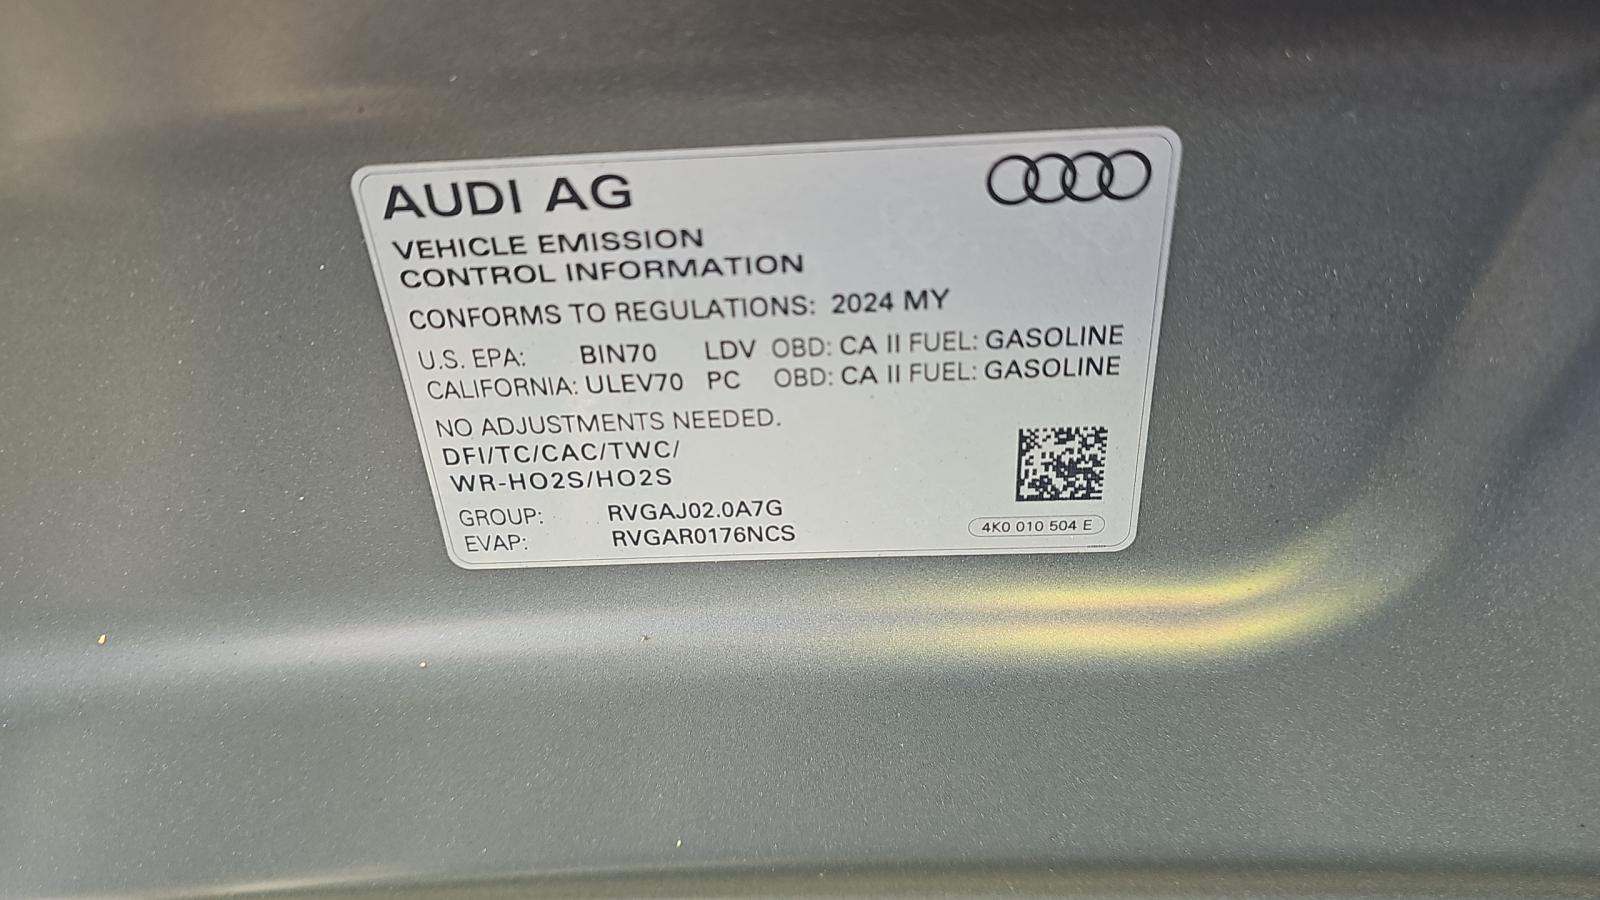 AUDI AG
VEHICLE EMISSION
CONTROL INFORMATION
CONFORMS TO REGULATIONS: 2024 MY
U.S. EPA: BIN70 LDV OBD: CA II FUEL: GASOLINE
CALIFORNIA: ULEV70 PC OBD: CA II FUEL: GASOLINE
NO ADJUSTMENTS NEEDED.
DFI/TC/CAC/TWC/
WR-HO2S/HO2S
GROUP: RVGAJ02.0A7G
EVAP: RVGAR0176NCS
4K0 010 504 E